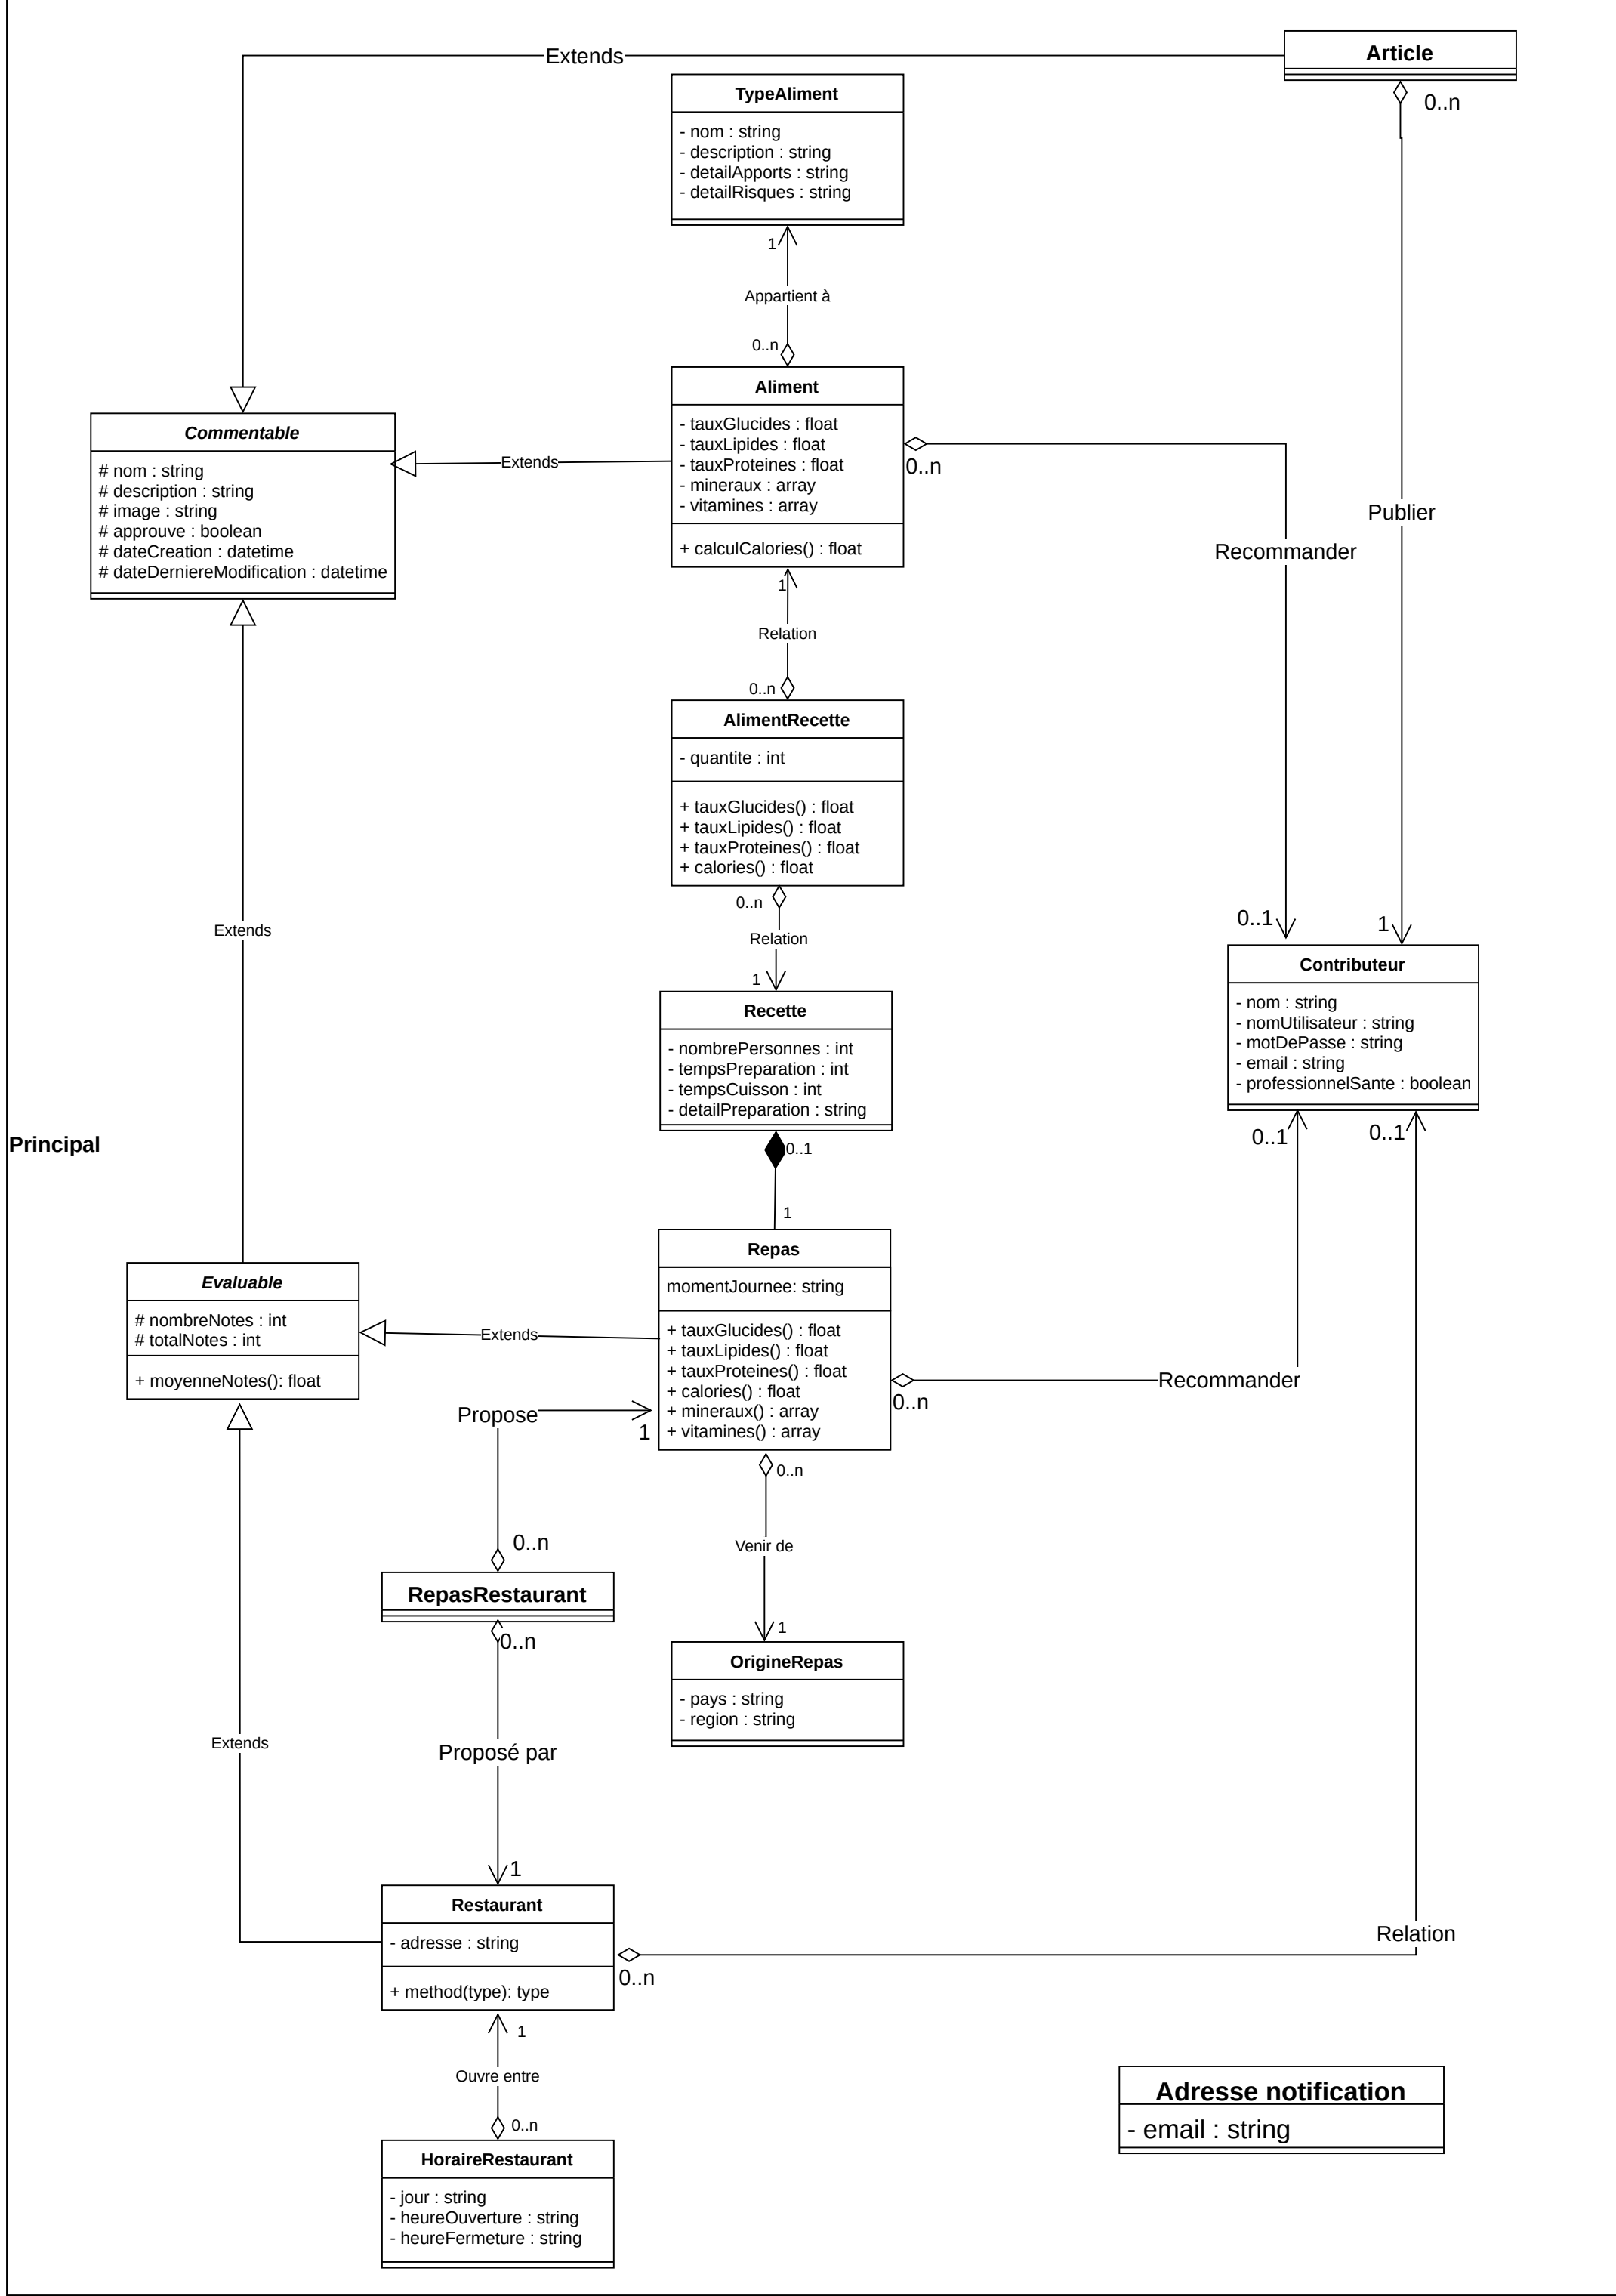 Extends
Article
0..n
TypeAliment
- nom : string
- description : string
- detailApports : string
- detailRisques : string
1
Appartient à
0..n
Aliment
- tauxGlucides : float
- tauxLipides : float
- tauxProteines : float
- mineraux : array
- vitamines : array
+ calculCalories() : float
Commentable
# nom : string
# description : string
# image : string
# approuve : boolean
# dateCreation : datetime
# dateDerniereModification : datetime
Extends
0..n
Publier
Recommander
1
Relation
0..n
AlimentRecette
- quantite : int
+ tauxGlucides() : float
+ tauxLipides() : float
+ tauxProteines() : float
+ calories() : float
0..n
Relation
1
Extends
0..1
1
Contributeur
- nom : string
- nomUtilisateur : string
- motDePasse : string
- email : string
- professionnelSante : boolean
0..1
0..1
Recette
- nombrePersonnes : int
- tempsPreparation : int
- tempsCuisson : int
- detailPreparation : string
0..1
1
Principal
Repas
momentJournee: string
+ tauxGlucides() : float
+ tauxLipides() : float
+ tauxProteines() : float
+ calories() : float
+ mineraux() : array
+ vitamines() : array
Evaluable
# nombreNotes : int
# totalNotes : int
+ moyenneNotes(): float
Extends
Recommander
0..n
Propose
1
0..n
0..n
Venir de
1
RepasRestaurant
0..n
OrigineRepas
- pays : string
- region : string
Extends
Proposé par
1
Restaurant
- adresse : string
+ method(type): type
Relation
0..n
1
Ouvre entre
0..n
HoraireRestaurant
- jour : string
- heureOuverture : string
- heureFermeture : string
Adresse notification
- email : string